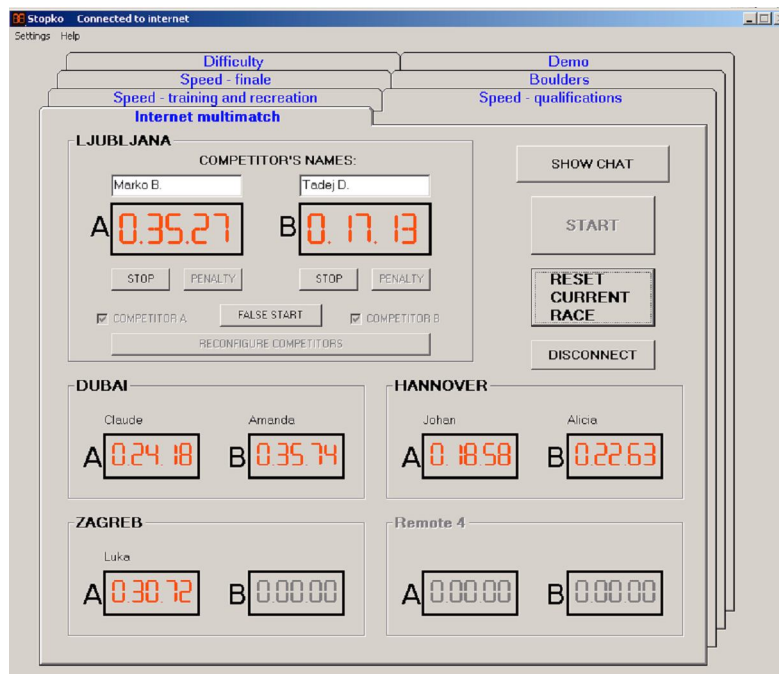 Stopko Connected to internet
Settings Help
Difficulty Demo
Speed - finale Boulders
Speed - training and recreation Speed - qualifications
Internet multimatch
LJUBLJANA
COMPETITOR'S NAMES:
Marko B. Tadej D.
A 0.35.27 B 0.17.13
STOP PENALTY STOP PENALTY
COMPETITOR A FALSE START COMPETITOR B
RECONFIGURE COMPETITORS
SHOW CHAT
START
RESET
CURRENT
RACE
DISCONNECT
DUBAI
Claude Amanda
A 0.24.18 B 0.35.74
HANNOVER
Johan Alicia
A 0.18.58 B 0.22.63
ZAGREB
Luka
A 0.30.72 B 0.00.00
Remote 4
A 0.00.00 B 0.00.00